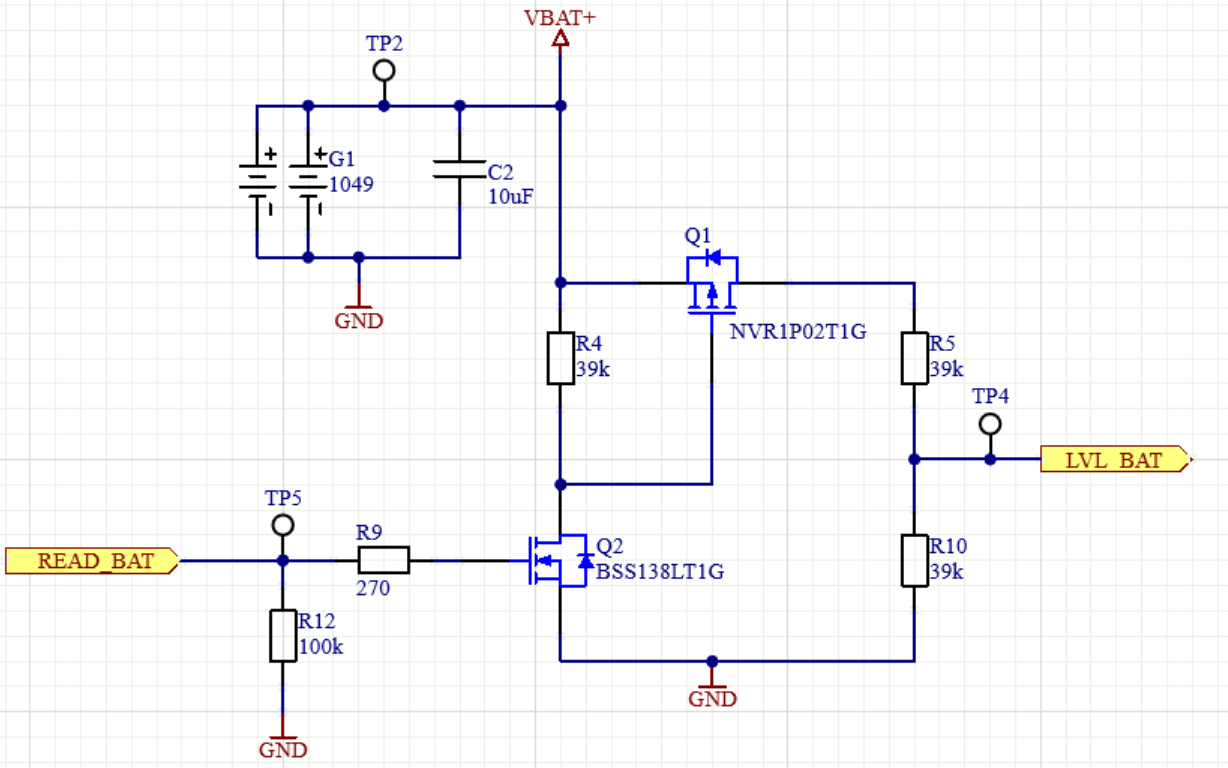 VBAT+
TP2
G1
1049
C2
10uF
GND
Q1
NVR1P02T1G
R4
39k
R5
39k
TP4
LVL_BAT
TP5
READ_BAT
R9
270
Q2
BSS138LT1G
R10
39k
R12
100k
GND
GND